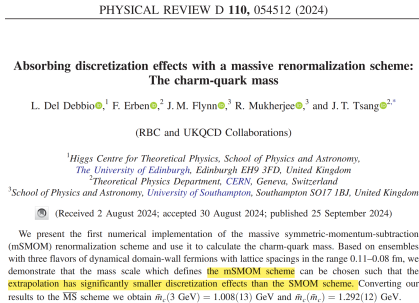 PHYSICAL REVIEW D 110, 054512 (2024)
Absorbing discretization effects with a massive renormalization scheme:
The charm-quark mass
L. Del Debbio,¹ F. Erben,² J. M. Flynn,³ R. Mukherjee,³ and J. T. Tsang²,*
(RBC and UKQCD Collaborations)
¹Higgs Centre for Theoretical Physics, School of Physics and Astronomy,
The University of Edinburgh, Edinburgh EH9 3FD, United Kingdom
²Theoretical Physics Department, CERN, Geneva, Switzerland
³School of Physics and Astronomy, University of Southampton, Southampton SO17 1BJ, United Kingdom
(Received 2 August 2024; accepted 30 August 2024; published 25 September 2024)
We present the first numerical implementation of the massive symmetric-momentum-subtraction
(mSMOM) renormalization scheme and use it to calculate the charm-quark mass. Based on ensembles
with three flavors of dynamical domain-wall fermions with lattice spacings in the range 0.11–0.08 fm, we
demonstrate that the mass scale which defines the mSMOM scheme can be chosen such that the
extrapolation has significantly smaller discretization effects than the SMOM scheme. Converting our
results to the M̅S̅ scheme we obtain m̄c(3 GeV) = 1.008(13) GeV and m̄c(m̄c) = 1.292(12) GeV.